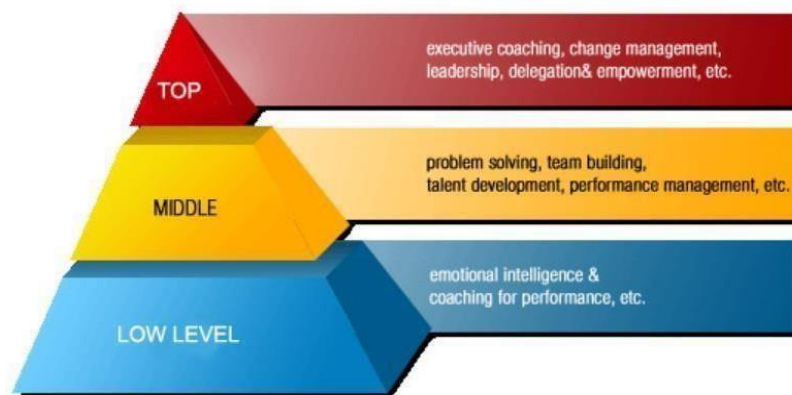 TOP
executive coaching, change management,
leadership, delegation& empowerment, etc.
MIDDLE
problem solving, team building,
talent development, performance management, etc.
LOW LEVEL
emotional intelligence &
coaching for performance, etc.